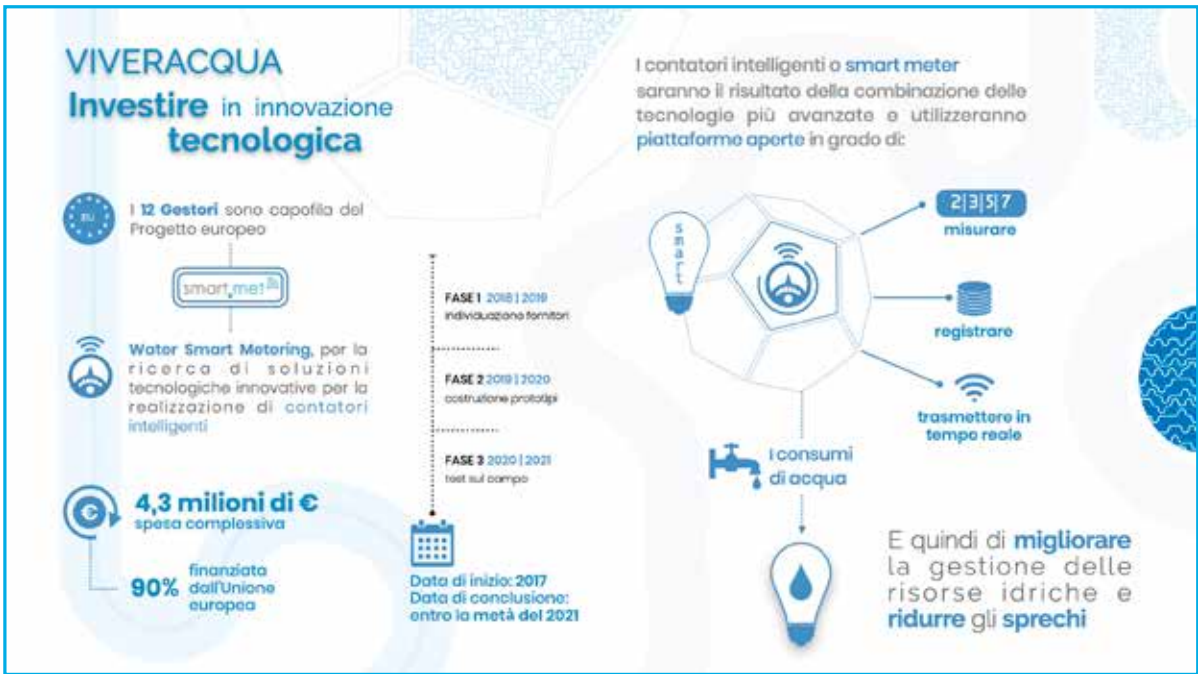 VIVERACQUA
Investire in innovazione
tecnologica
EU
I 12 Gestori sono capofila del
Progetto europeo
smart.met
Water Smart Metering, per la
ricerca di soluzioni
tecnologiche innovative per la
realizzazione di contatori
intelligenti
€
4,3 milioni di €
spesa complessiva
90% finanziata
dall'Unione
europea
FASE 1 2018 | 2019
individuazione fornitori
FASE 2 2019 | 2020
costruzione prototipi
FASE 3 2020 | 2021
test sul campo
Data di inizio: 2017
Data di conclusione:
entro la metà del 2021
I contatori intelligenti o smart meter
saranno il risultato della combinazione delle
tecnologie più avanzate e utilizzeranno
piattaforme aperte in grado di:
smart
2|3|5|7
misurare
registrare
trasmettere in
tempo reale
I consumi
di acqua
E quindi di migliorare
la gestione delle
risorse idriche e
ridurre gli sprechi